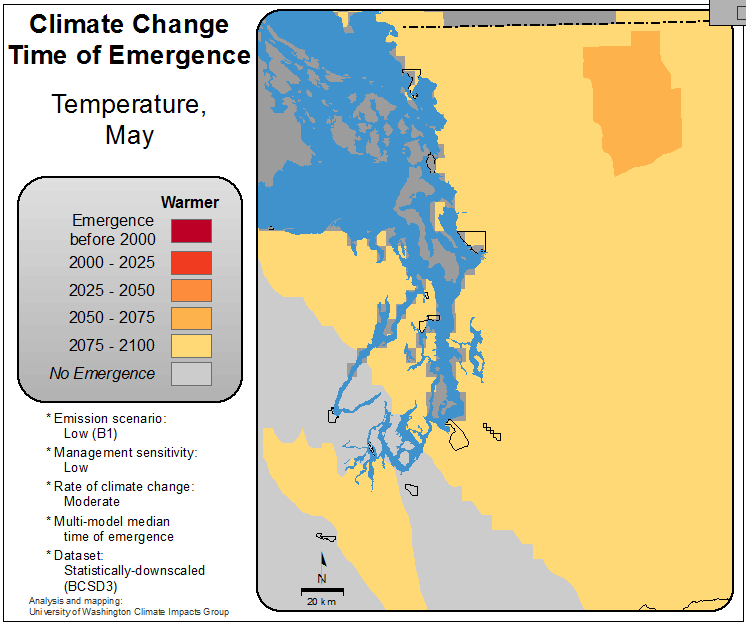 Climate Change
Time of Emergence
Temperature,
May
Warmer
Emergence
before 2000
2000 - 2025
2025 - 2050
2050 - 2075
2075 - 2100
No Emergence
* Emission scenario:
Low (B1)
* Management sensitivity:
Low
* Rate of climate change:
Moderate
* Multi-model median
time of emergence
* Dataset:
Statistically-downscaled
(BCSD3)
Analysis and mapping:
University of Washington Climate Impacts Group
N
20 km